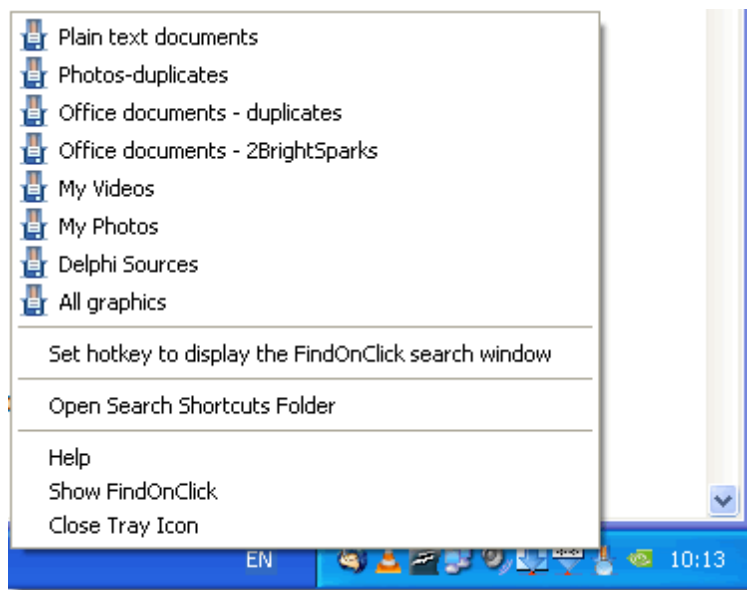 Plain text documents
Photos-duplicates
Office documents - duplicates
Office documents - 2BrightSparks
My Videos
My Photos
Delphi Sources
All graphics
Set hotkey to display the FindOnClick search window
Open Search Shortcuts Folder
Help
Show FindOnClick
Close Tray Icon
EN 10:13